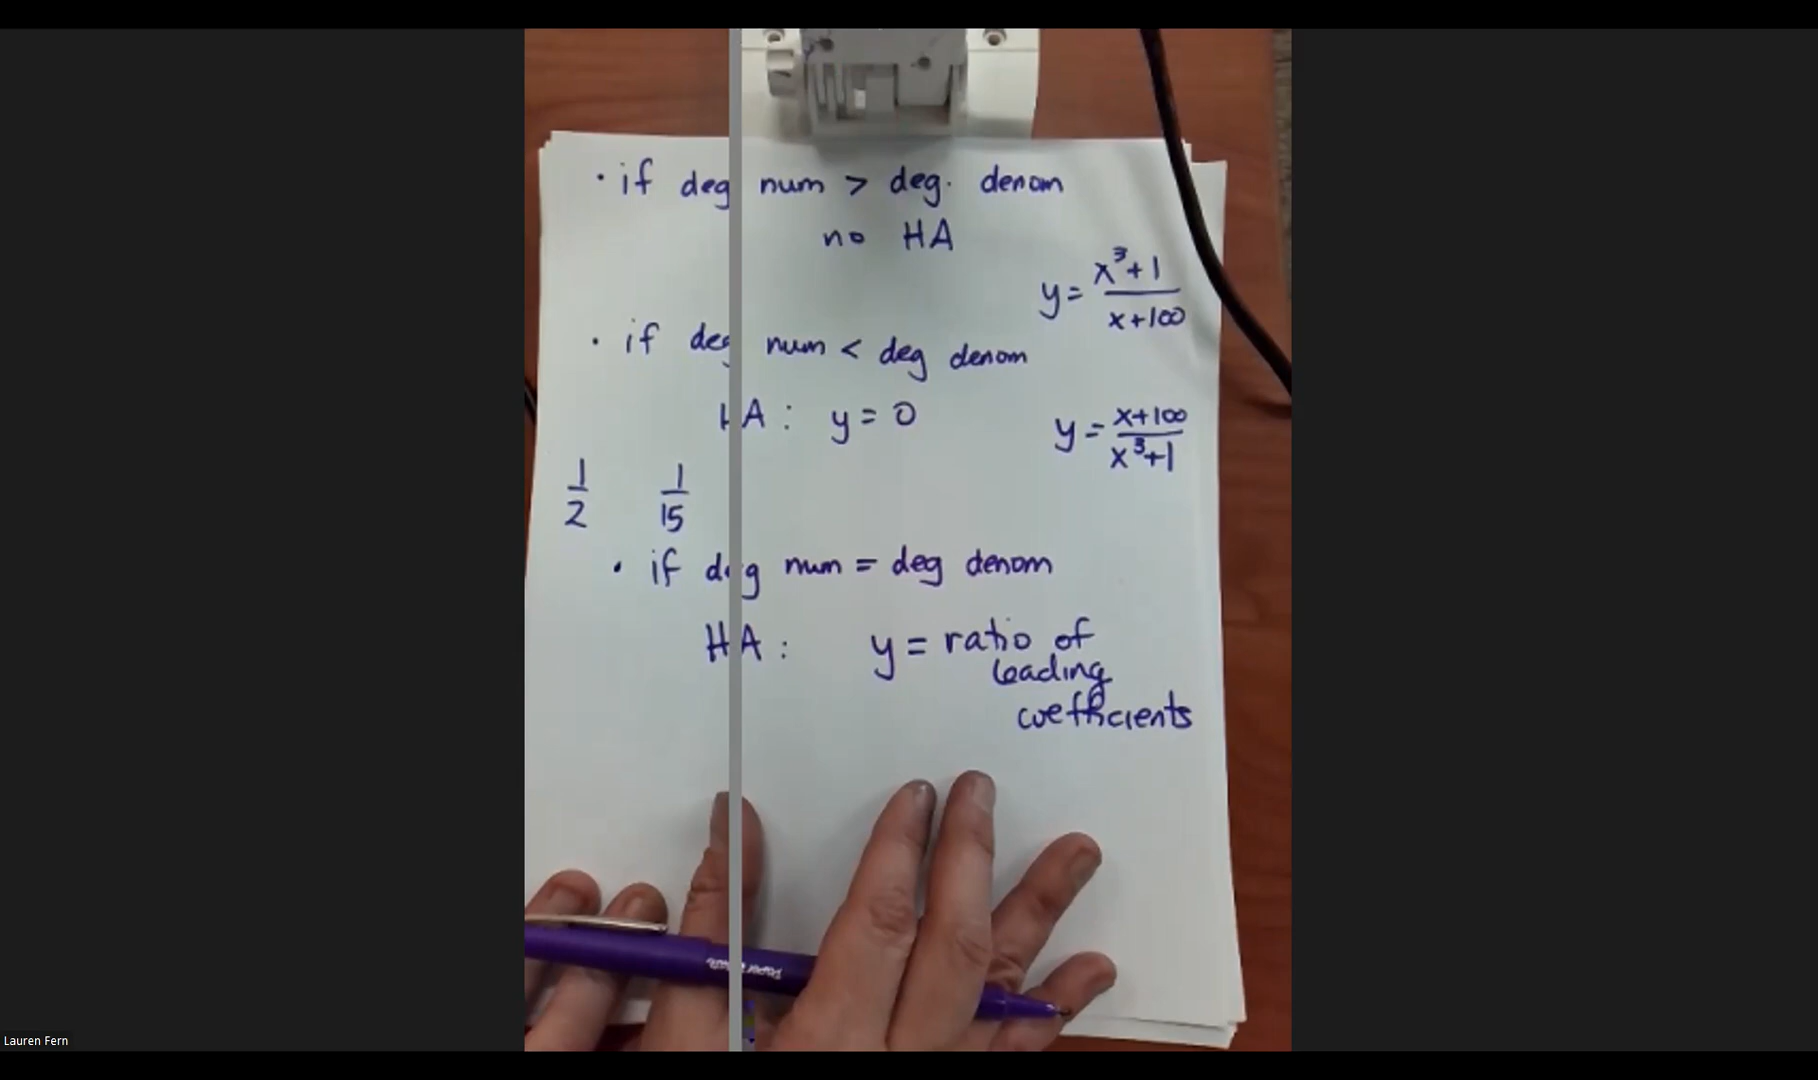 • if deg num > deg. denom
no HA
y = x³+1 / x+100
• if deg num < deg denom
HA : y = 0
y = x+100 / x³+1
1/2 1/15
• if deg num = deg denom
HA : y = ratio of
leading
coefficients
Lauren Fern